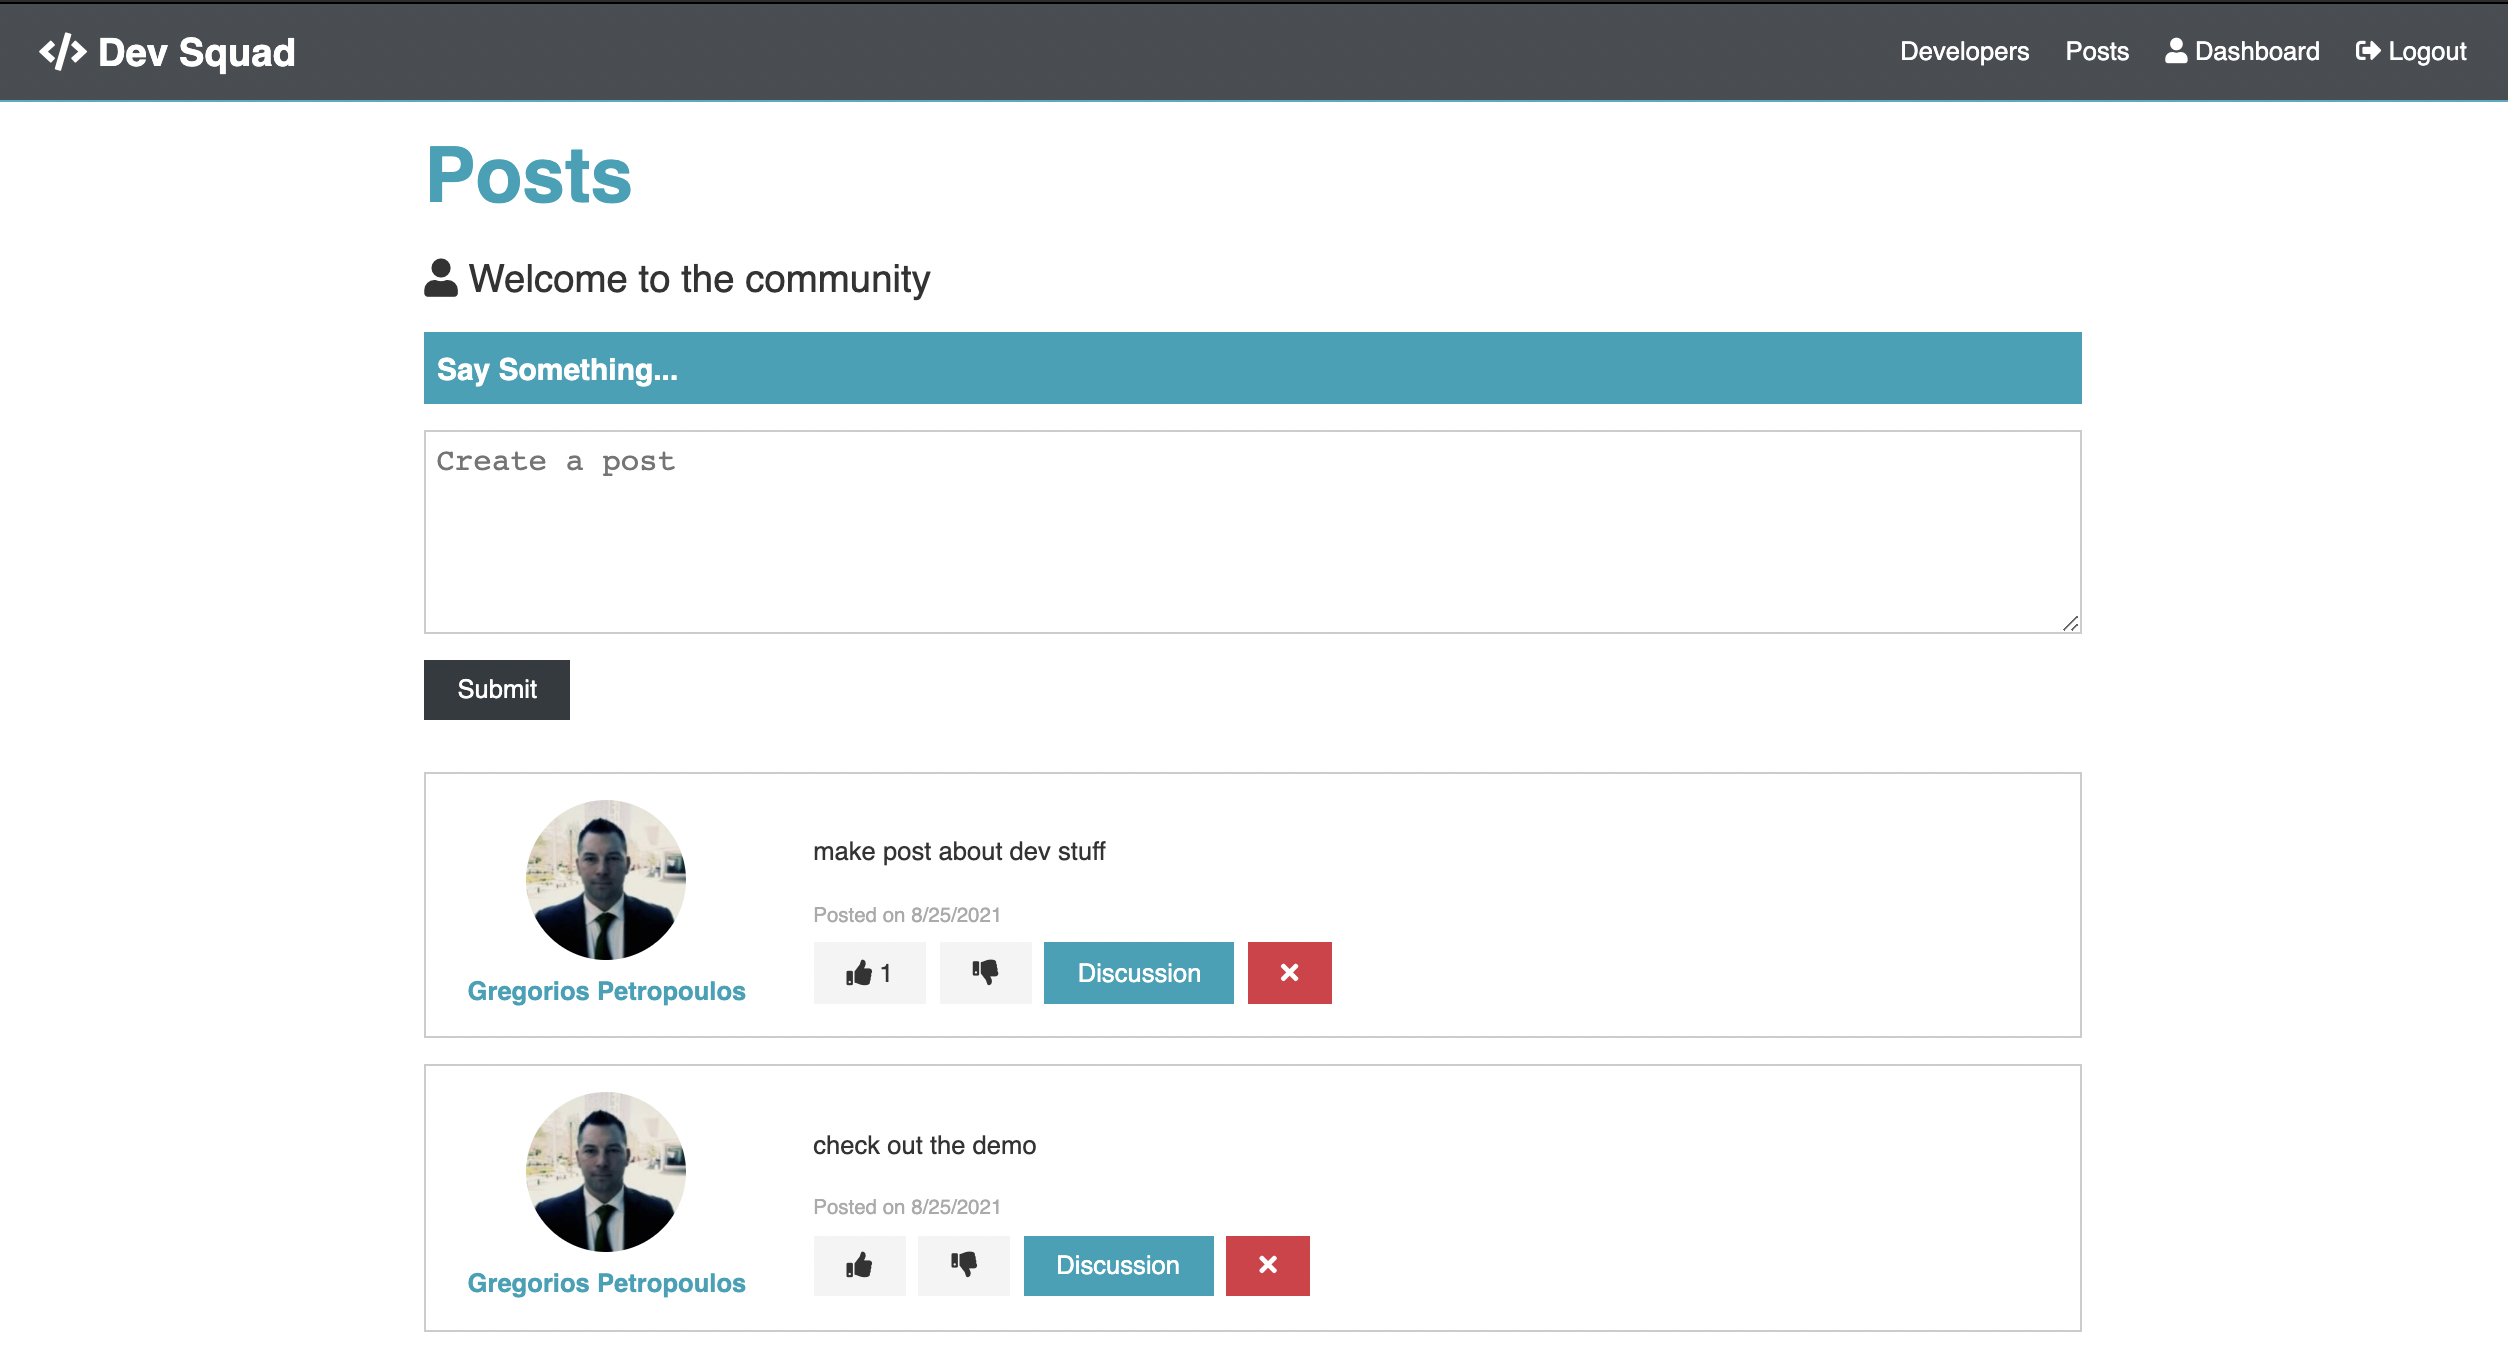 </> Dev Squad
Developers Posts Dashboard Logout
Posts
Welcome to the community
Say Something...
Create a post
Submit
make post about dev stuff
Posted on 8/25/2021
1 Discussion
Gregorios Petropoulos
check out the demo
Posted on 8/25/2021
Discussion
Gregorios Petropoulos